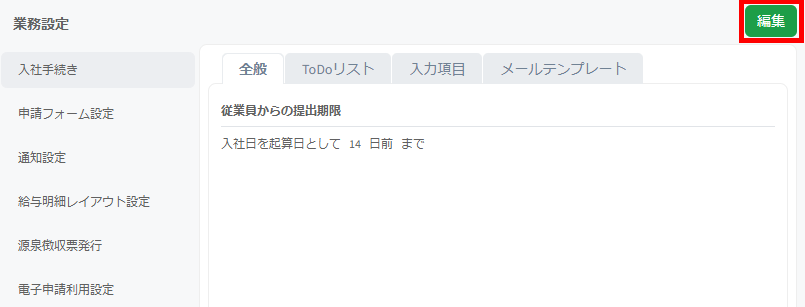 業務設定
編集
入社手続き
申請フォーム設定
通知設定
給与明細レイアウト設定
源泉徴収票発行
電子申請利用設定
全般 ToDoリスト 入力項目 メールテンプレート
従業員からの提出期限
入社日を起算日として 14 日前 まで